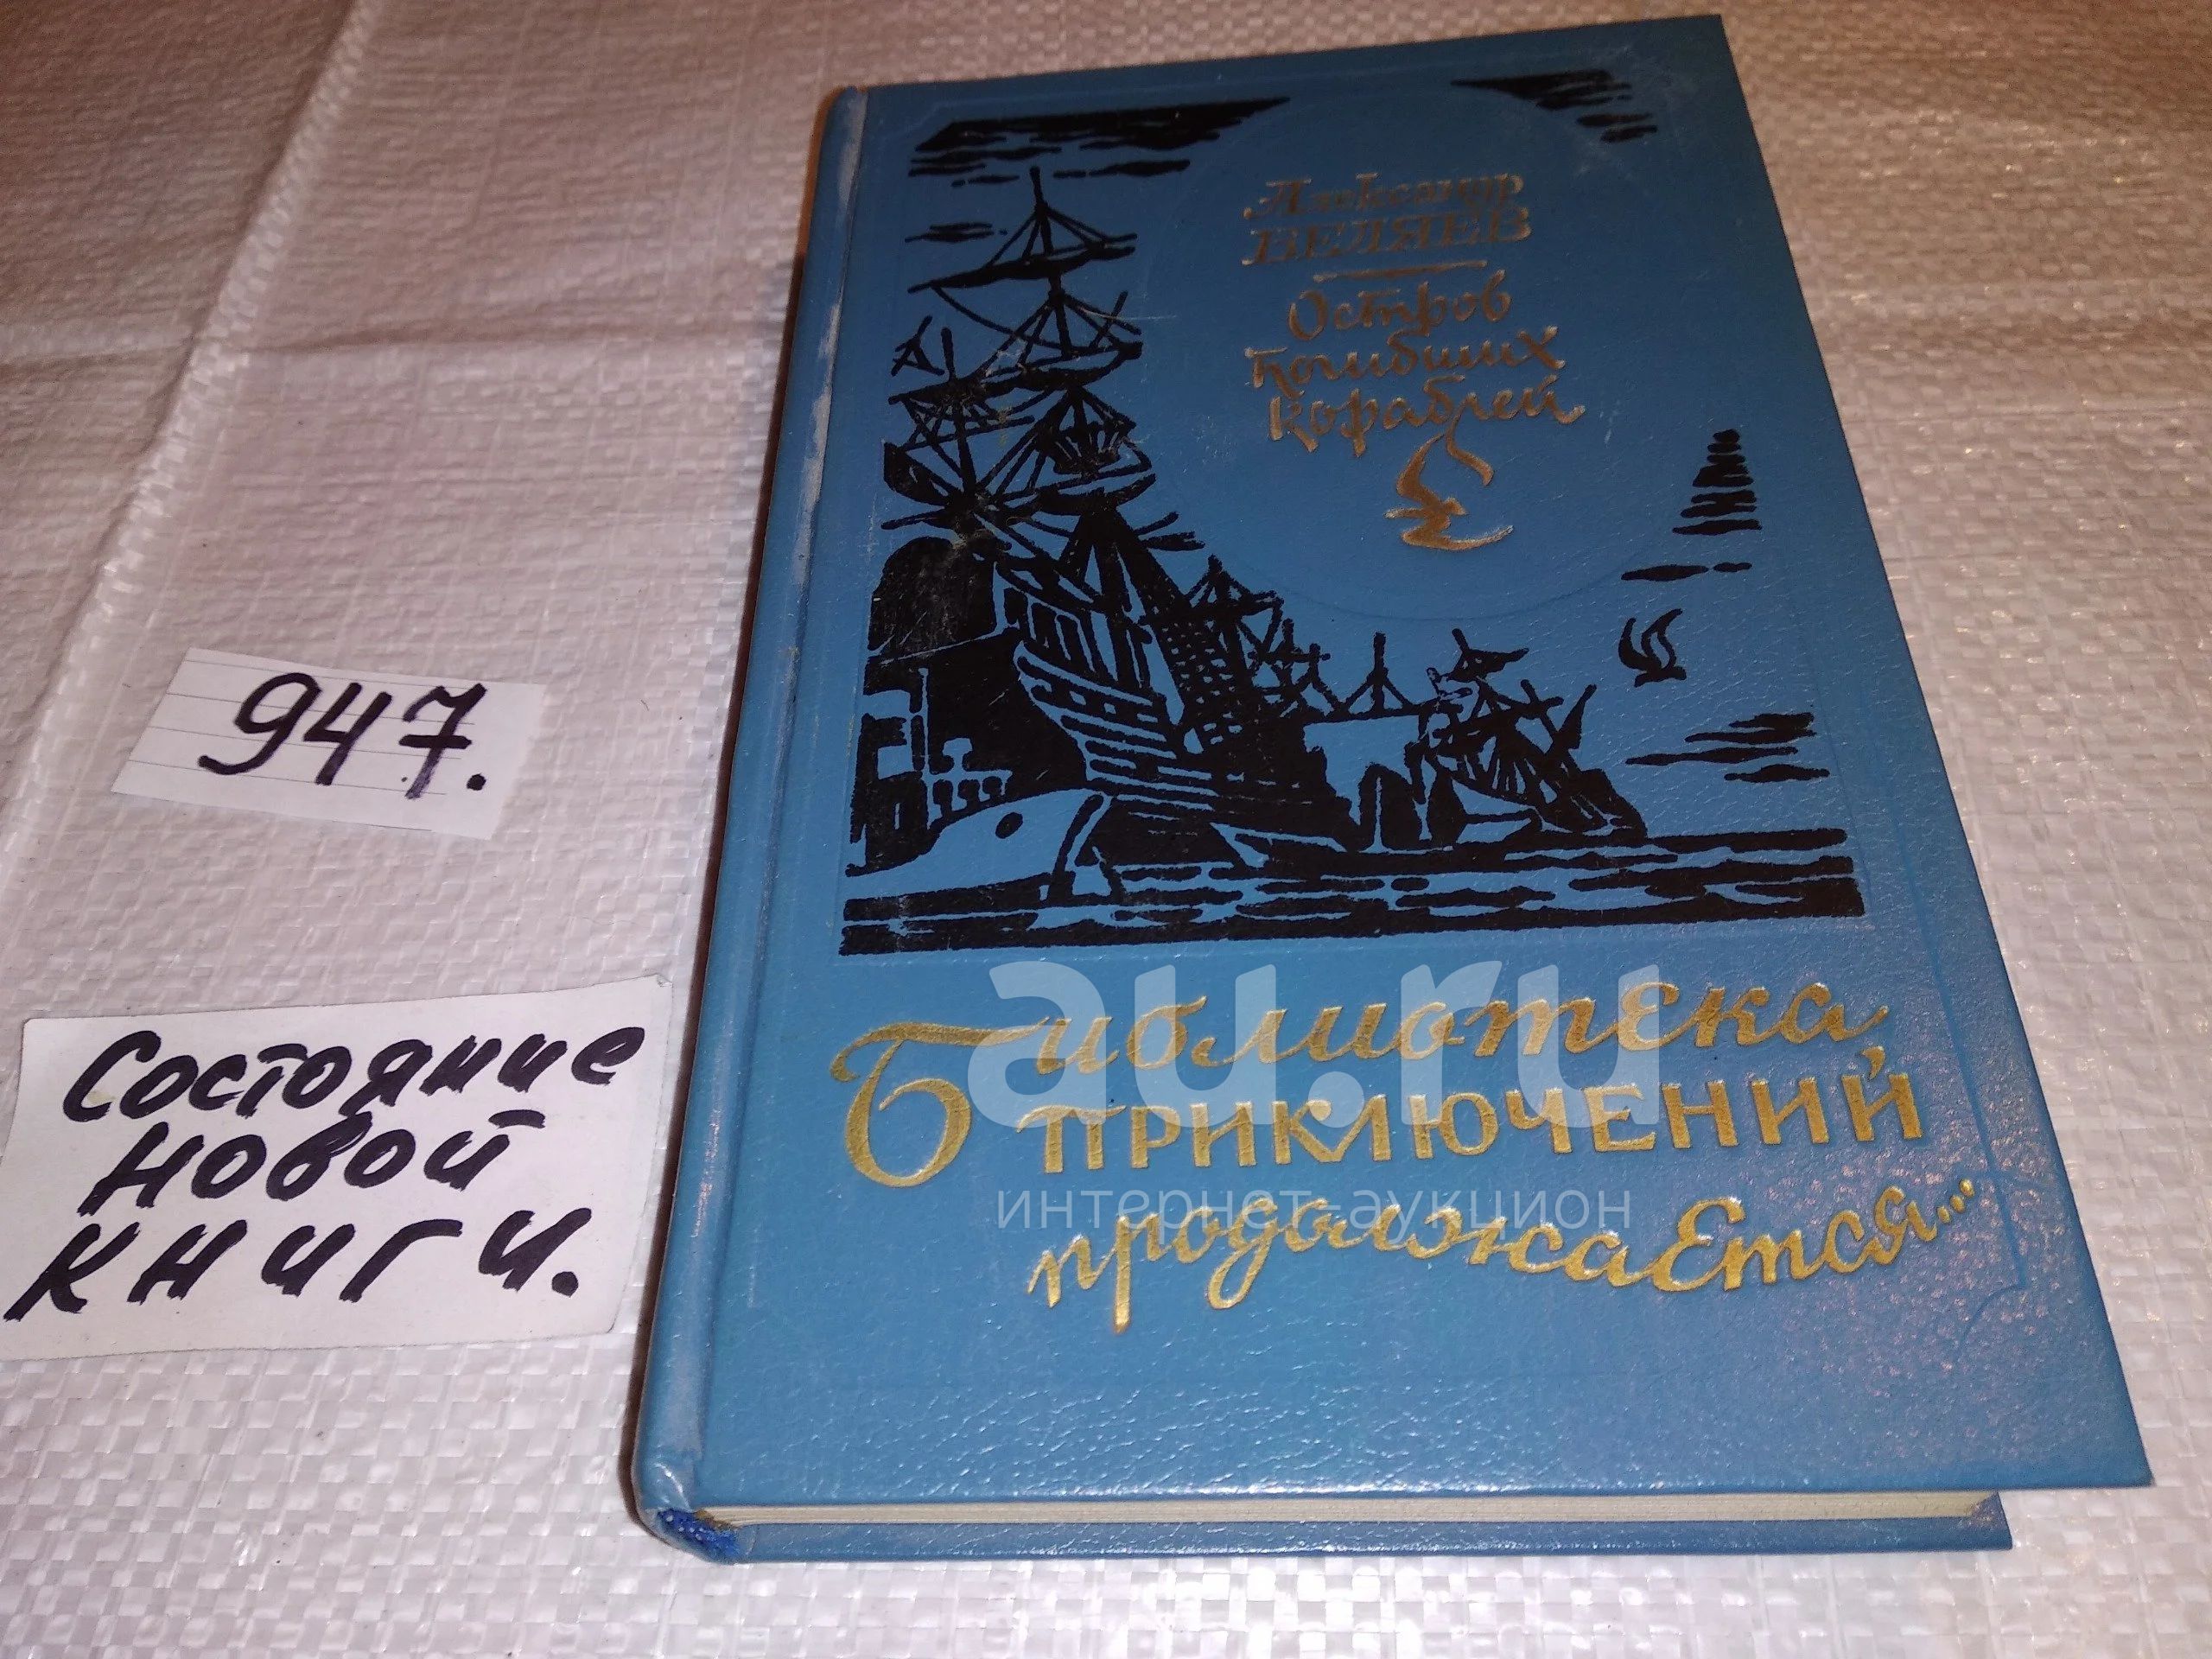 Александр
БЕЛЯЕВ
Остров
погибших
кораблей
947.
Состояние
новой
книги.
Библиотека
ПРИКЛЮЧЕНИЙ
продолжается...
au.ru
интернет-аукцион